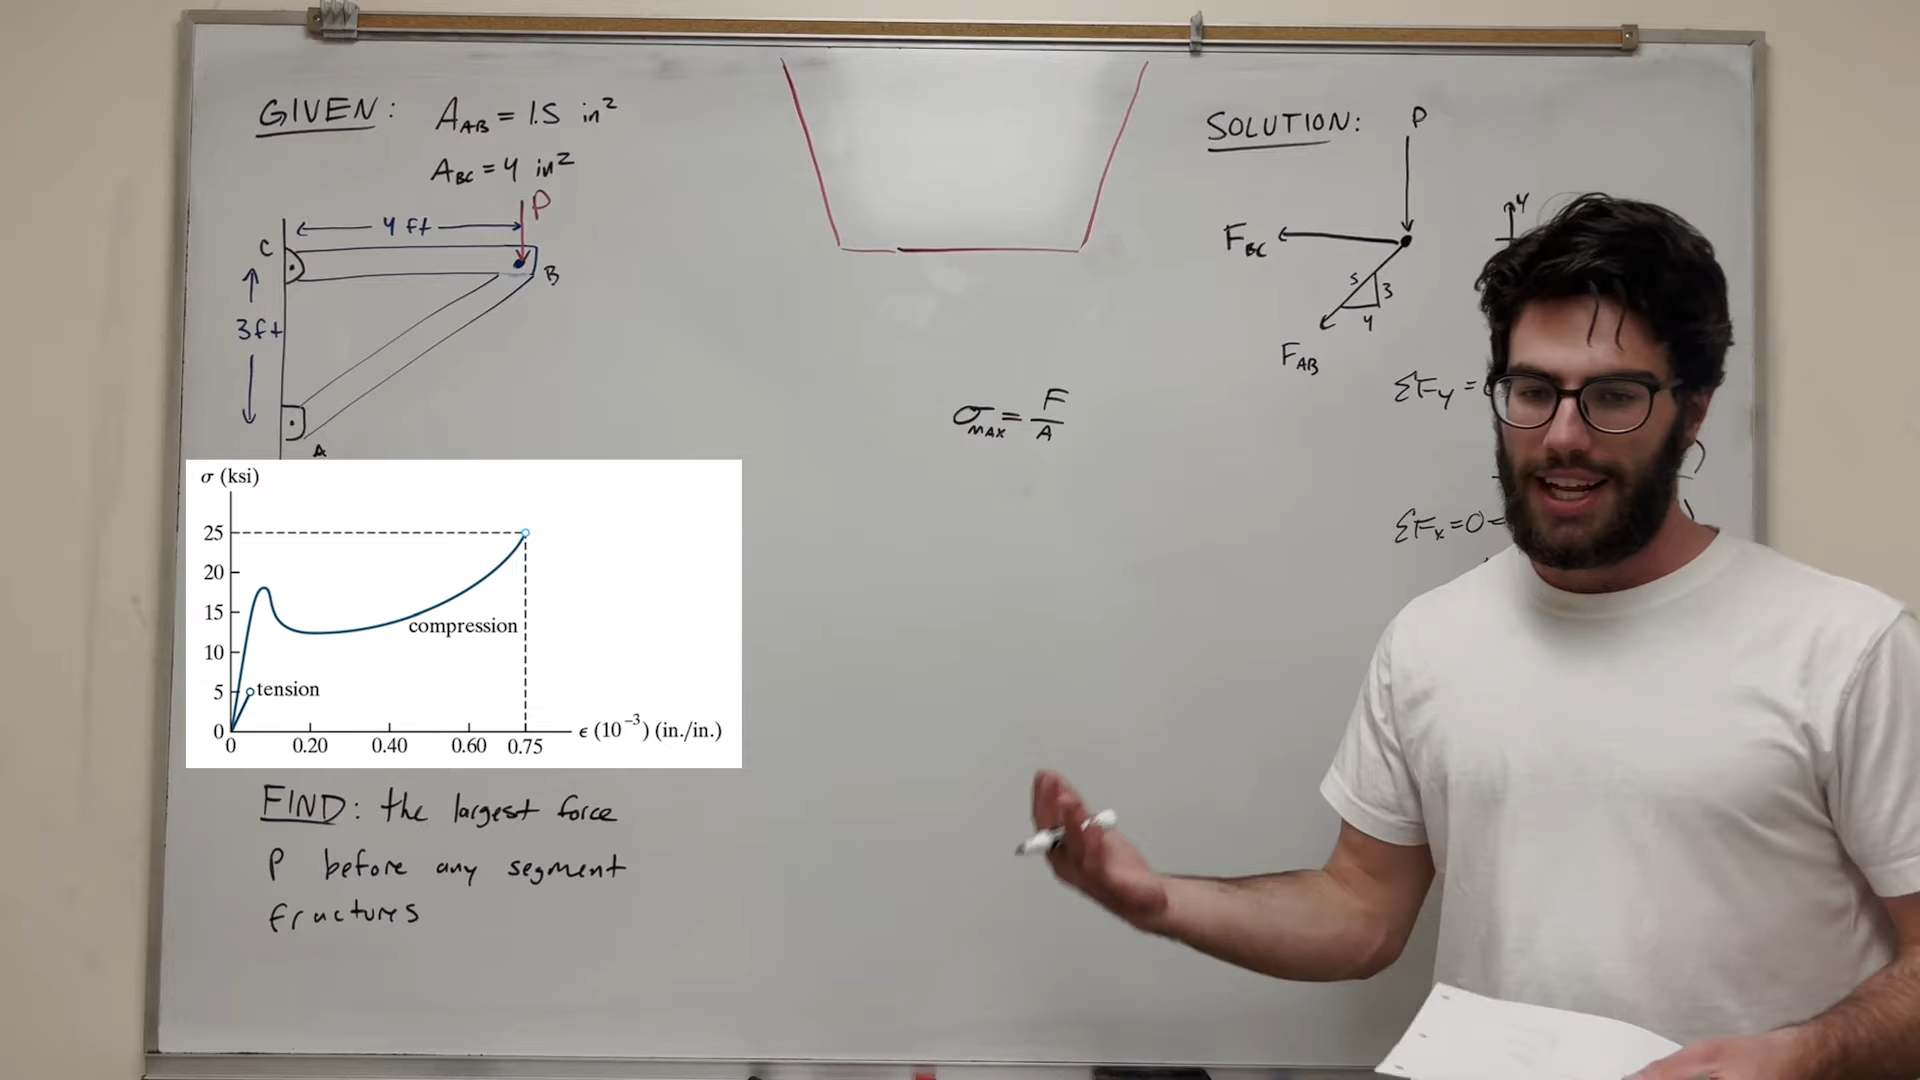 GIVEN: A_AB = 1.5 in²
A_BC = 4 in²
P
4 ft
C
B
3ft
A
σ (ksi)
25
20
15
10
5
0
compression
tension
0 0.20 0.40 0.60 0.75
ϵ (10⁻³) (in./in.)
FIND: the largest force
P before any segment
fractures
σ_MAX = F/A
SOLUTION:
P
y
F_BC
5
3
4
F_AB
ΣF_y =
ΣF_x = 0 =